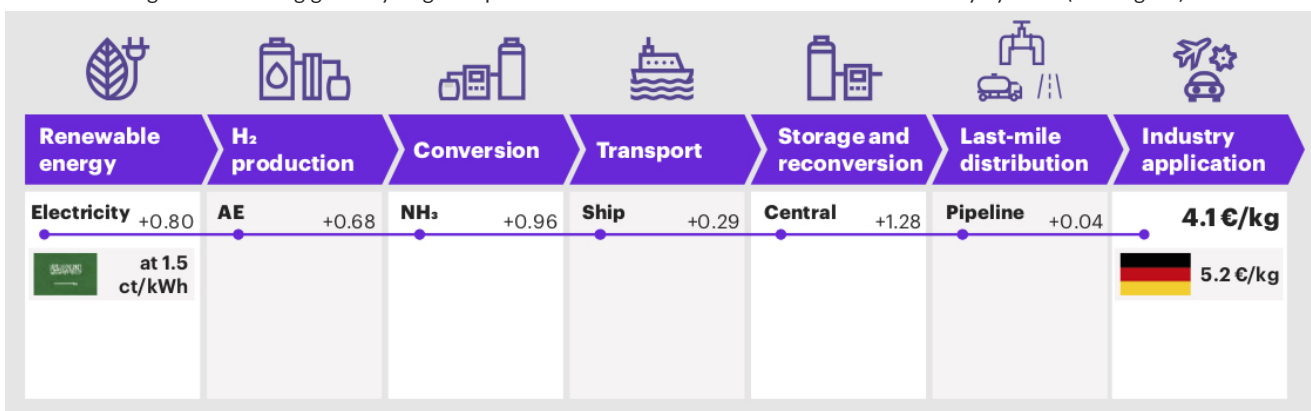 Renewable
energy
H₂
production
Conversion
Transport
Storage and
reconversion
Last-mile
distribution
Industry
application
Electricity +0.80
AE +0.68
NH₃ +0.96
Ship +0.29
Central +1.28
Pipeline +0.04
4.1 €/kg
at 1.5
ct/kWh
5.2 €/kg